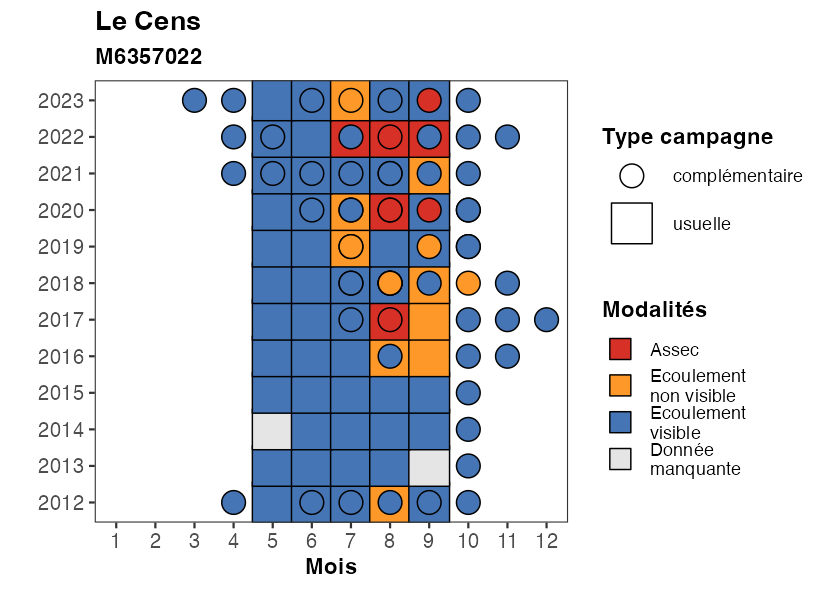 Le Cens
M6357022
2023
2022
2021
2020
2019
2018
2017
2016
2015
2014
2013
2012
1 2 3 4 5 6 7 8 9 10 11 12
Mois
Type campagne
complémentaire
usuelle
Modalités
Assec
Ecoulement
non visible
Ecoulement
visible
Donnée
manquante